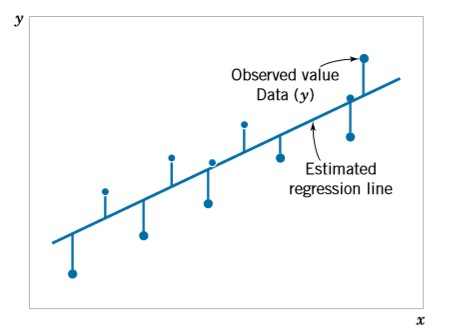 y
Observed value
Data (y)
Estimated
regression line
x